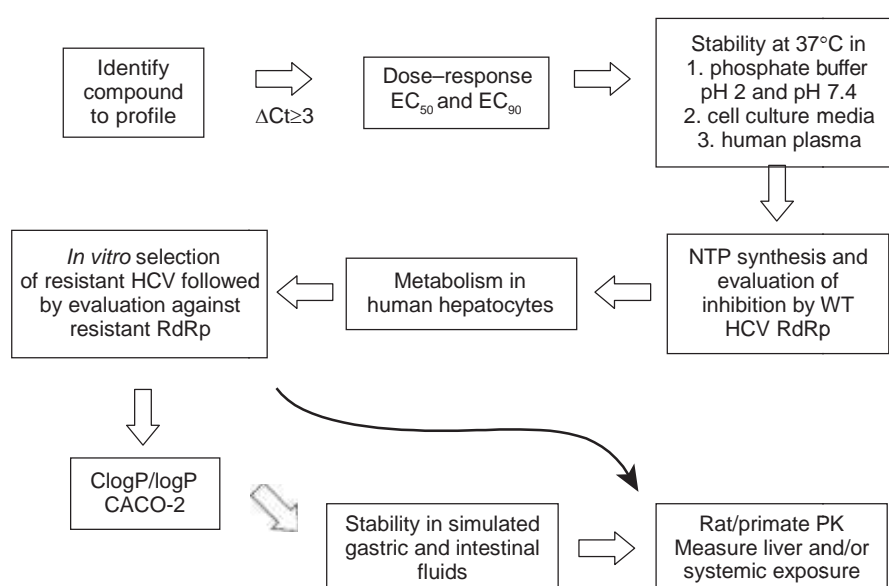 Identify
compound
to profile
ΔCt≥3
Dose–response
EC50 and EC90
Stability at 37°C in
1. phosphate buffer
pH 2 and pH 7.4
2. cell culture media
3. human plasma
NTP synthesis and
evaluation of
inhibition by WT
HCV RdRp
Metabolism in
human hepatocytes
In vitro selection
of resistant HCV followed
by evaluation against
resistant RdRp
ClogP/logP
CACO-2
Stability in simulated
gastric and intestinal
fluids
Rat/primate PK
Measure liver and/or
systemic exposure